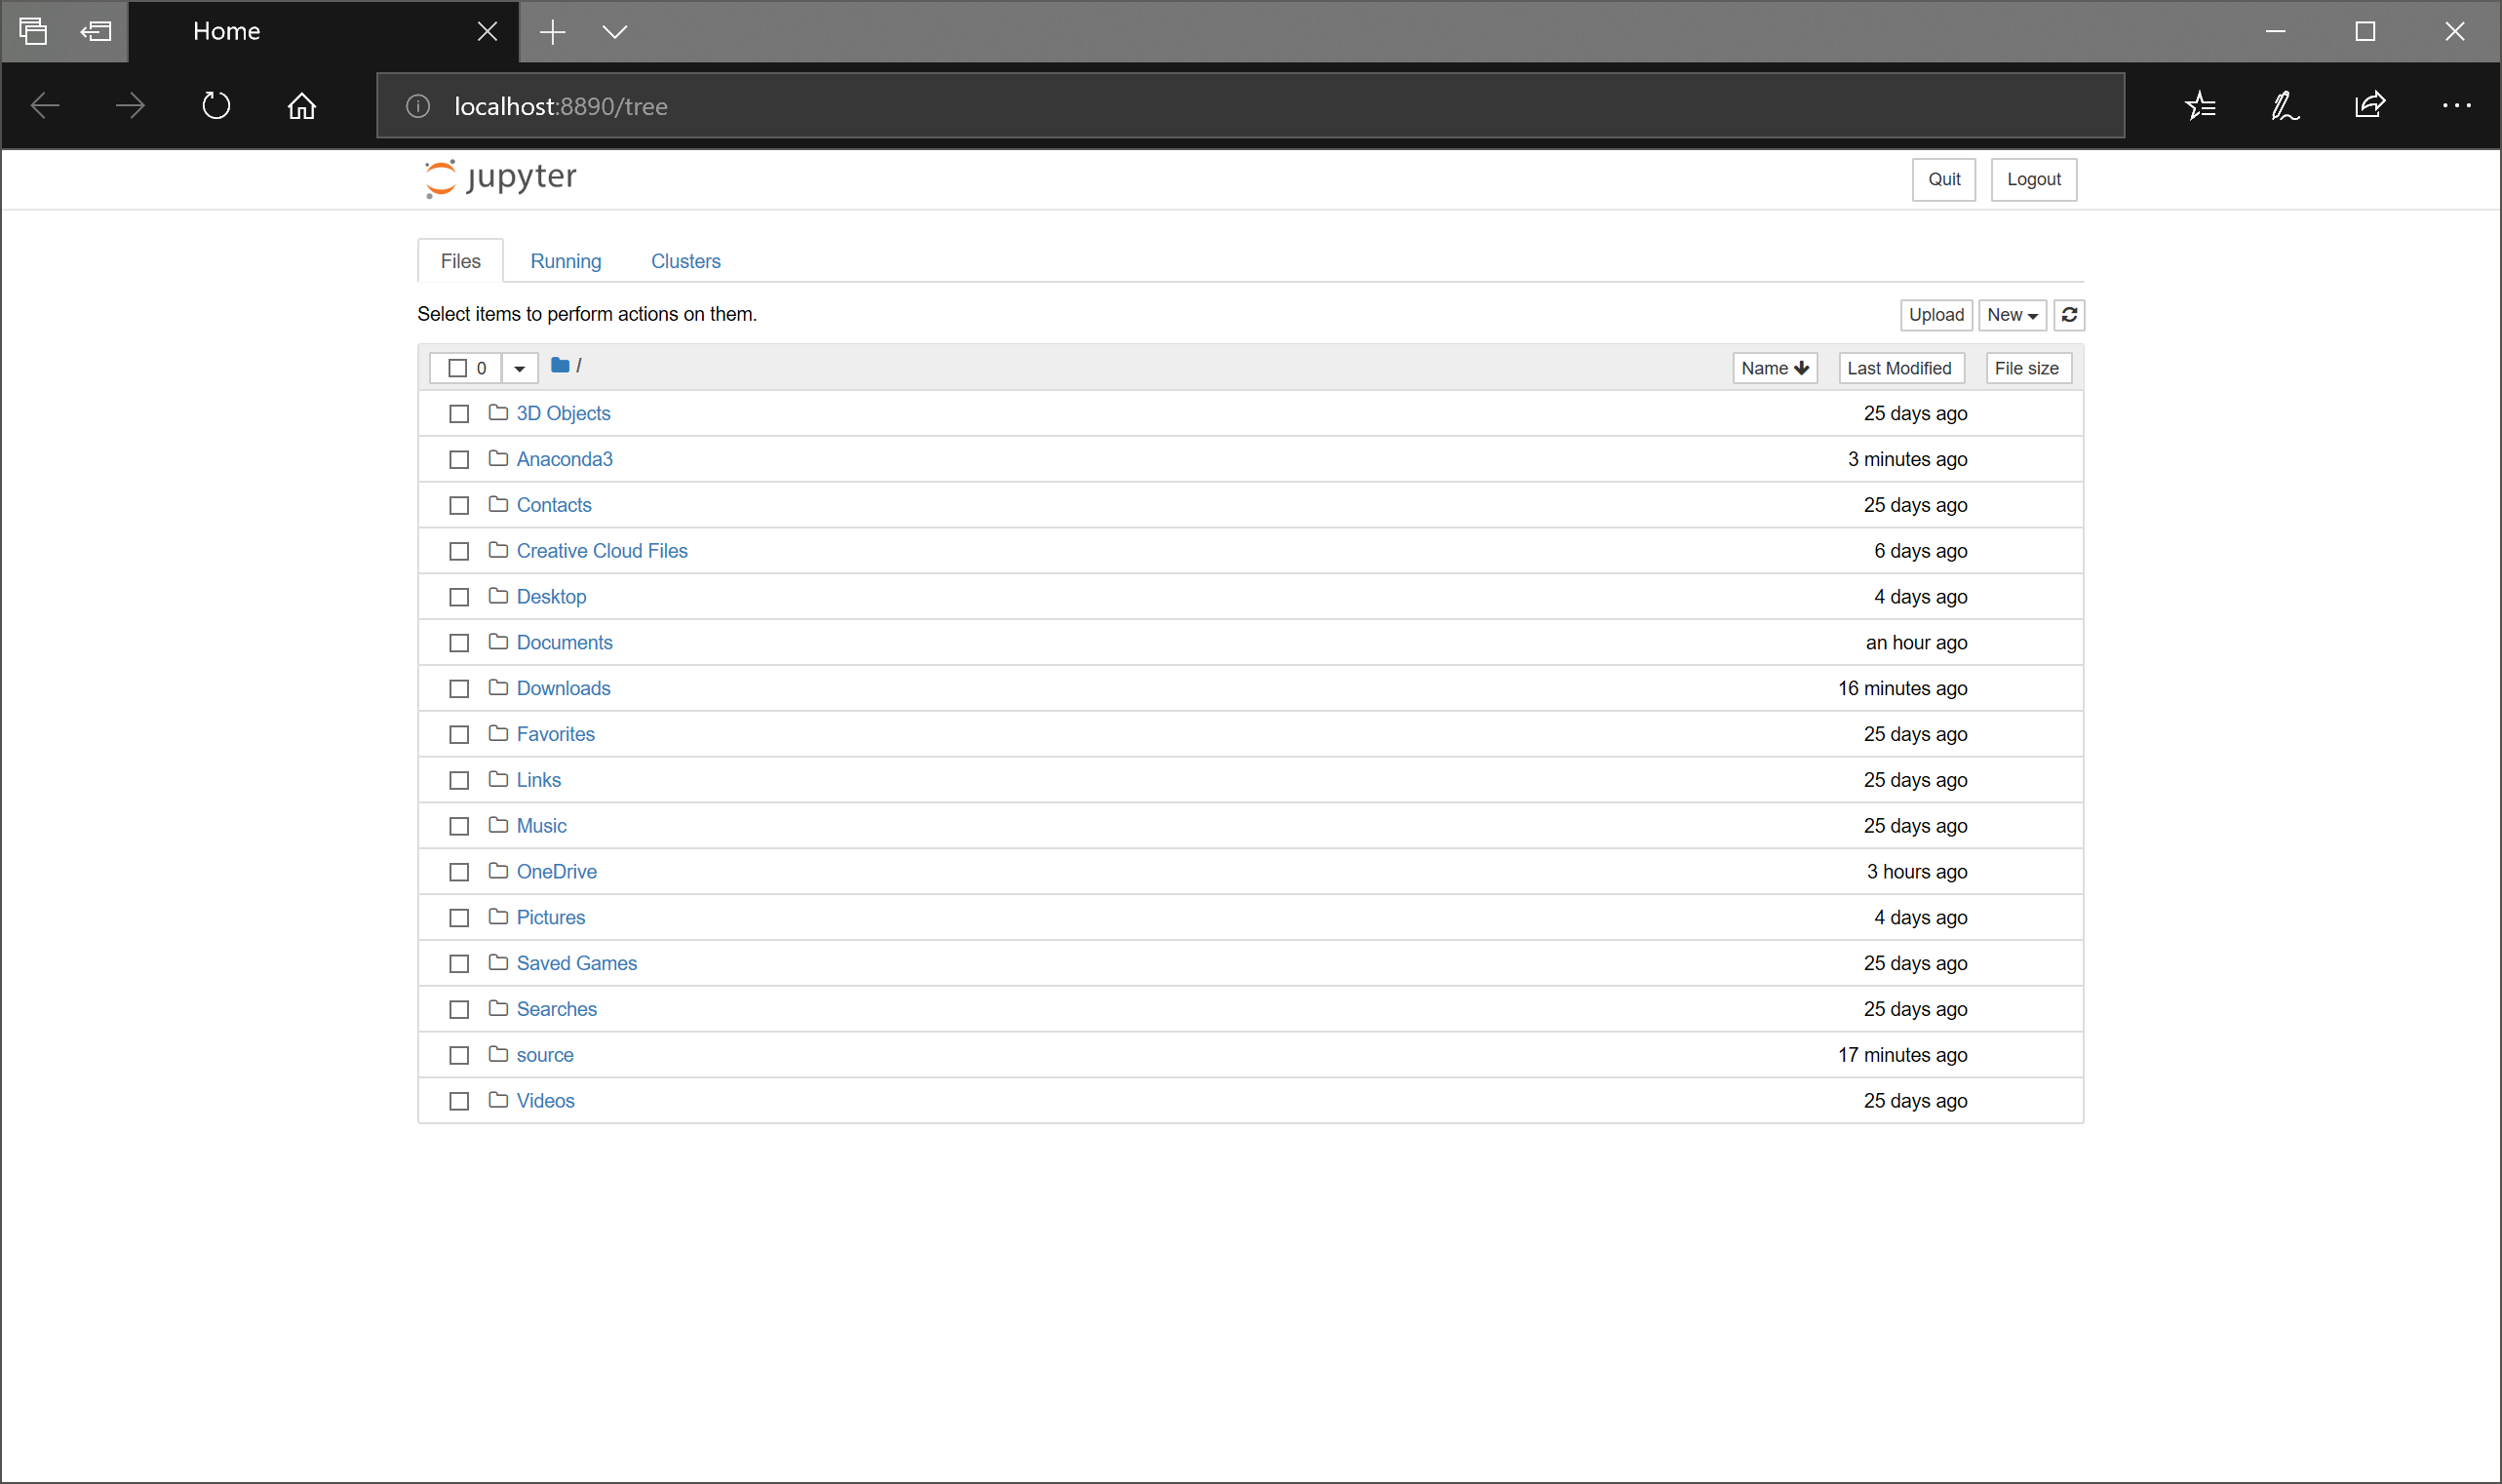 Home
localhost:8890/tree
jupyter
Quit Logout
Files Running Clusters
Select items to perform actions on them.
Upload New
0 / Name Last Modified File size
3D Objects 25 days ago
Anaconda3 3 minutes ago
Contacts 25 days ago
Creative Cloud Files 6 days ago
Desktop 4 days ago
Documents an hour ago
Downloads 16 minutes ago
Favorites 25 days ago
Links 25 days ago
Music 25 days ago
OneDrive 3 hours ago
Pictures 4 days ago
Saved Games 25 days ago
Searches 25 days ago
source 17 minutes ago
Videos 25 days ago